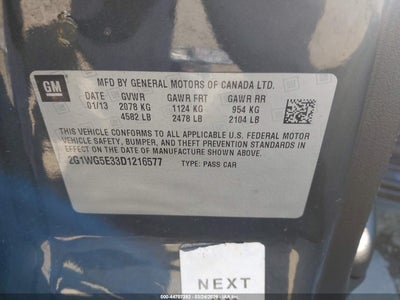 MFD BY GENERAL MOTORS OF CANADA LTD.
GM
DATE GVWR GAWR FRT GAWR RR
01/13 2078 KG 1124 KG 954 KG
4582 LB 2478 LB 2104 LB
THIS VEHICLE CONFORMS TO ALL APPLICABLE U.S. FEDERAL MOTOR
VEHICLE SAFETY, BUMPER, AND THEFT PREVENTION STANDARDS IN
EFFECT ON THE DATE OF MANUFACTURE SHOWN ABOVE.
2G1WG5E33D1216577 TYPE: PASS CAR
NEXT